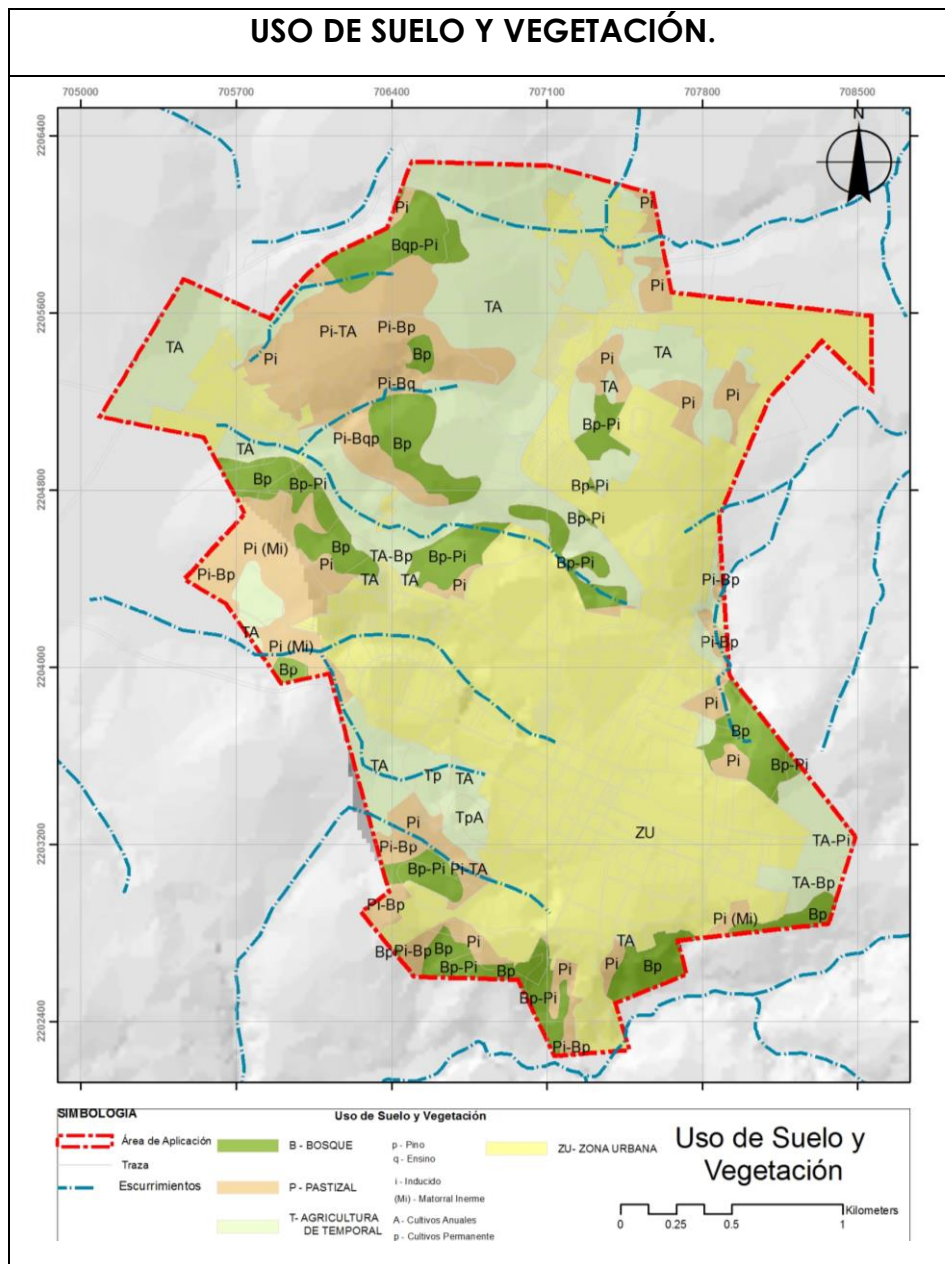 USO DE SUELO Y VEGETACIÓN.
705000 705700 706400 707100 707800 708500
2206400
N
Pi
Pi
Bqp-Pi
Pi
2205600
TA
Pi-TA
Pi-Bp
TA
Pi
Bp
Pi
TA
TA
Pi
Pi
Pi-Bq
Pi-Bqp
Bp
Bp-Pi
TA
Bp
Bp-Pi
Bp-Pi
2204800
Bp-Pi
Pi (Mi)
Bp
TA-Bp
Bp-Pi
Bp-Pi
Pi-Bp
Pi
TA
TA
Pi
Pi-Bp
TA
Pi (Mi)
Pi-Bp
2204000
Bp
Pi
Bp
Pi
Bp-Pi
TA
Tp
TA
Pi
TpA
ZU
TA-Pi
2203200
Pi-Bp
Bp-Pi
Pi-TA
TA-Bp
Pi-Bp
Pi (Mi)
Bp
Bp
Pi-Bp
Bp
Pi
TA
Bp-Pi
Bp
Pi
Pi
Bp
Bp-Pi
2202400
Pi-Bp
SIMBOLOGIA
Uso de Suelo y Vegetación
Área de Aplicación
Traza
Escurrimientos
B - BOSQUE
P - PASTIZAL
T- AGRICULTURA
DE TEMPORAL
p - Pino
q - Ensino
i - Inducido
(Mi) - Matorral Inerme
A - Cultivos Anuales
p - Cultivos Permanente
ZU- ZONA URBANA
Uso de Suelo y
Vegetación
Kilometers
0 0.25 0.5 1